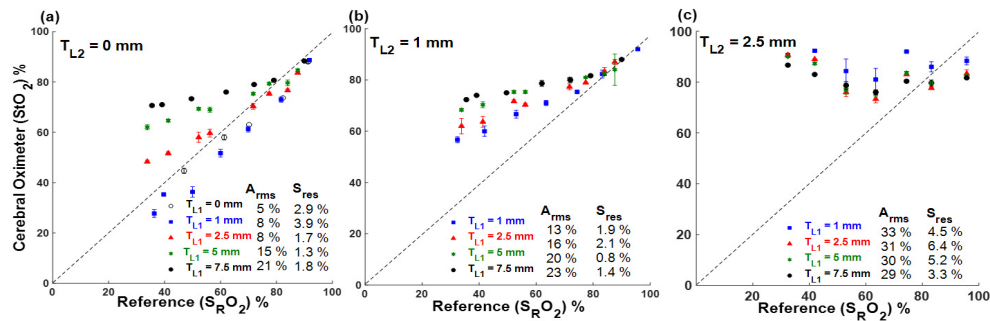 (a)
T_L2 = 0 mm
Cerebral Oximeter (StO2) %
100
80
60
40
20
0
A_rms S_res
T_L1 = 0 mm 5 % 2.9 %
T_L1 = 1 mm 8 % 3.9 %
T_L1 = 2.5 mm 8 % 1.7 %
T_L1 = 5 mm 15 % 1.3 %
T_L1 = 7.5 mm 21 % 1.8 %
0 20 40 60 80 100
Reference (S_RO2) %
(b)
T_L2 = 1 mm
100
80
60
40
20
0
A_rms S_res
T_L1 = 1 mm 13 % 1.9 %
T_L1 = 2.5 mm 16 % 2.1 %
T_L1 = 5 mm 20 % 0.8 %
T_L1 = 7.5 mm 23 % 1.4 %
0 20 40 60 80 100
Reference (S_RO2) %
(c)
T_L2 = 2.5 mm
100
80
60
40
20
0
A_rms S_res
T_L1 = 1 mm 33 % 4.5 %
T_L1 = 2.5 mm 31 % 6.4 %
T_L1 = 5 mm 30 % 5.2 %
T_L1 = 7.5 mm 29 % 3.3 %
0 20 40 60 80 100
Reference (S_RO2) %